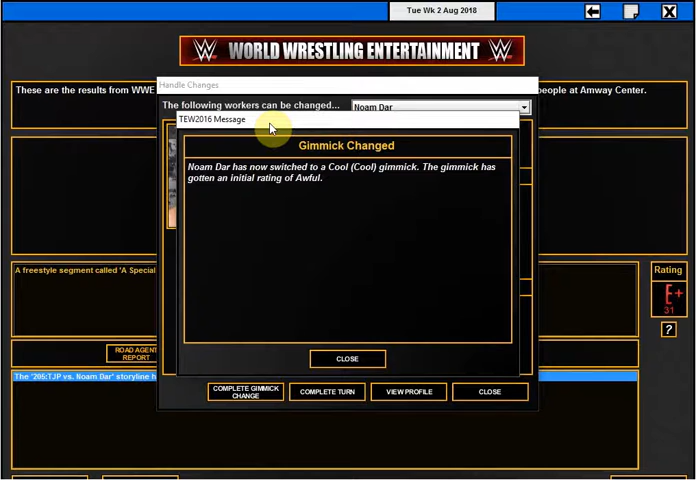 Tue Wk 2 Aug 2018
W WORLD WRESTLING ENTERTAINMENT W
Handle Changes
These are the results from WWE
The following workers can be changed...
Noam Dar
people at Amway Center.
TEW2016 Message
Gimmick Changed
Noam Dar has now switched to a Cool (Cool) gimmick. The gimmick has
gotten an initial rating of Awful.
A freestyle segment called 'A Special
Rating
E+
31
?
ROAD AGENT
REPORT
CLOSE
The '205:TJP vs. Noam Dar' storyline h
COMPLETE GIMMICK
CHANGE
COMPLETE TURN
VIEW PROFILE
CLOSE